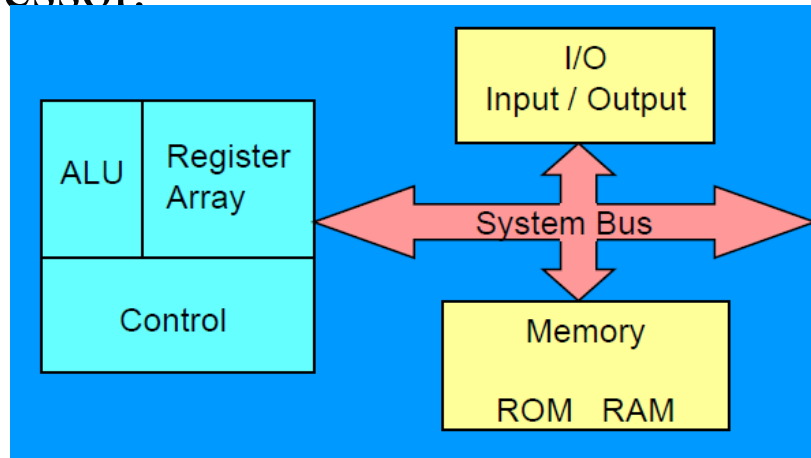 I/O
Input / Output
ALU
Register
Array
System Bus
Control
Memory
ROM RAM